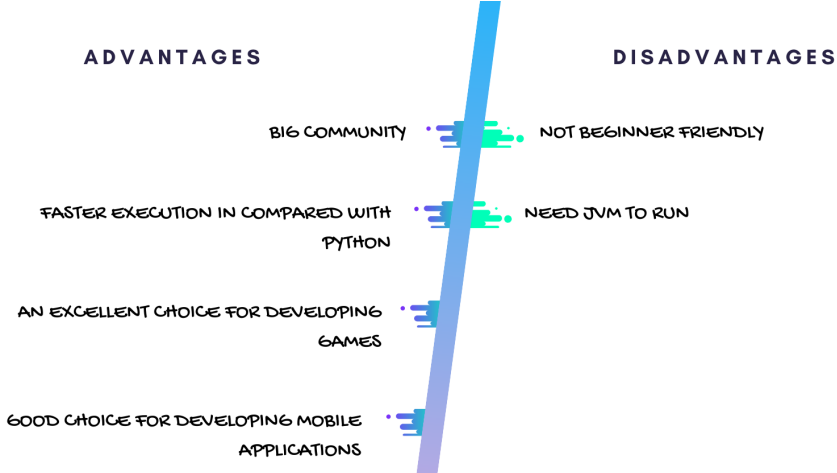 ADVANTAGES
DISADVANTAGES
BIG COMMUNITY
NOT BEGINNER FRIENDLY
FASTER EXECUTION IN COMPARED WITH
PYTHON
NEED JVM TO RUN
AN EXCELLENT CHOICE FOR DEVELOPING
GAMES
GOOD CHOICE FOR DEVELOPING MOBILE
APPLICATIONS